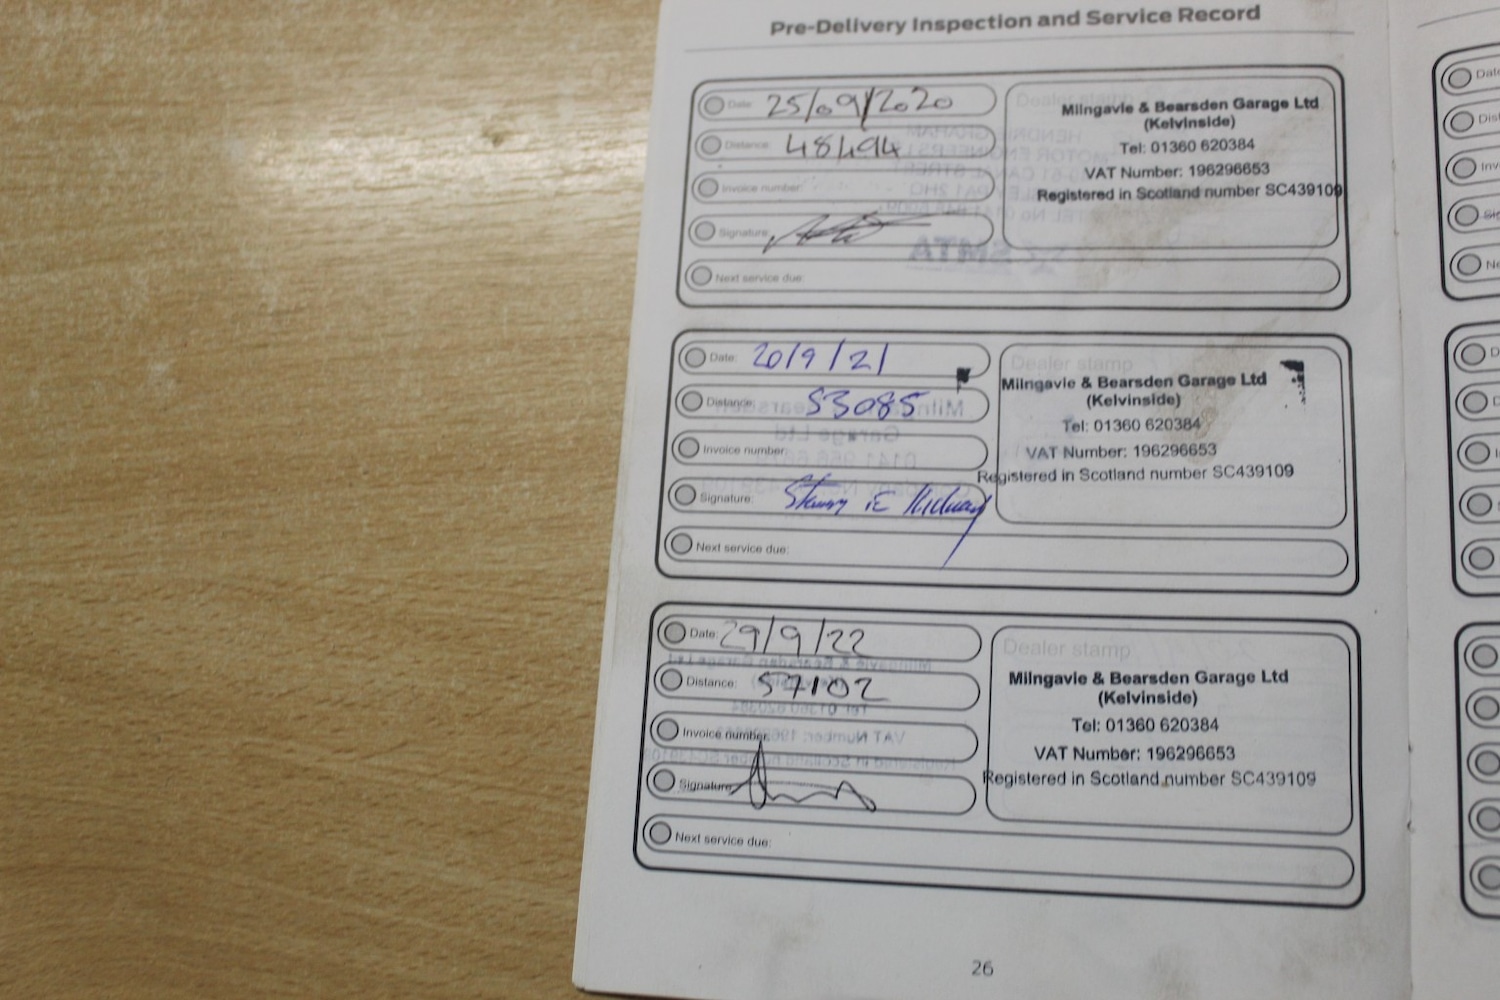 Pre-Delivery Inspection and Service Record
Date: 25/09/2020
Distance: 48494
Invoice number:
Signature:
Next service due:
Dealer stamp
Milngavie & Bearsden Garage Ltd
(Kelvinside)
Tel: 01360 620384
VAT Number: 196296653
Registered in Scotland number SC439109
Date: 20/9/21
Distance: 53085
Invoice number:
Signature:
Next service due:
Dealer stamp
Milngavie & Bearsden Garage Ltd
(Kelvinside)
Tel: 01360 620384
VAT Number: 196296653
Registered in Scotland number SC439109
Date: 29/9/22
Distance: 57102
Invoice number:
Signature:
Next service due:
Dealer stamp
Milngavie & Bearsden Garage Ltd
(Kelvinside)
Tel: 01360 620384
VAT Number: 196296653
Registered in Scotland number SC439109
26